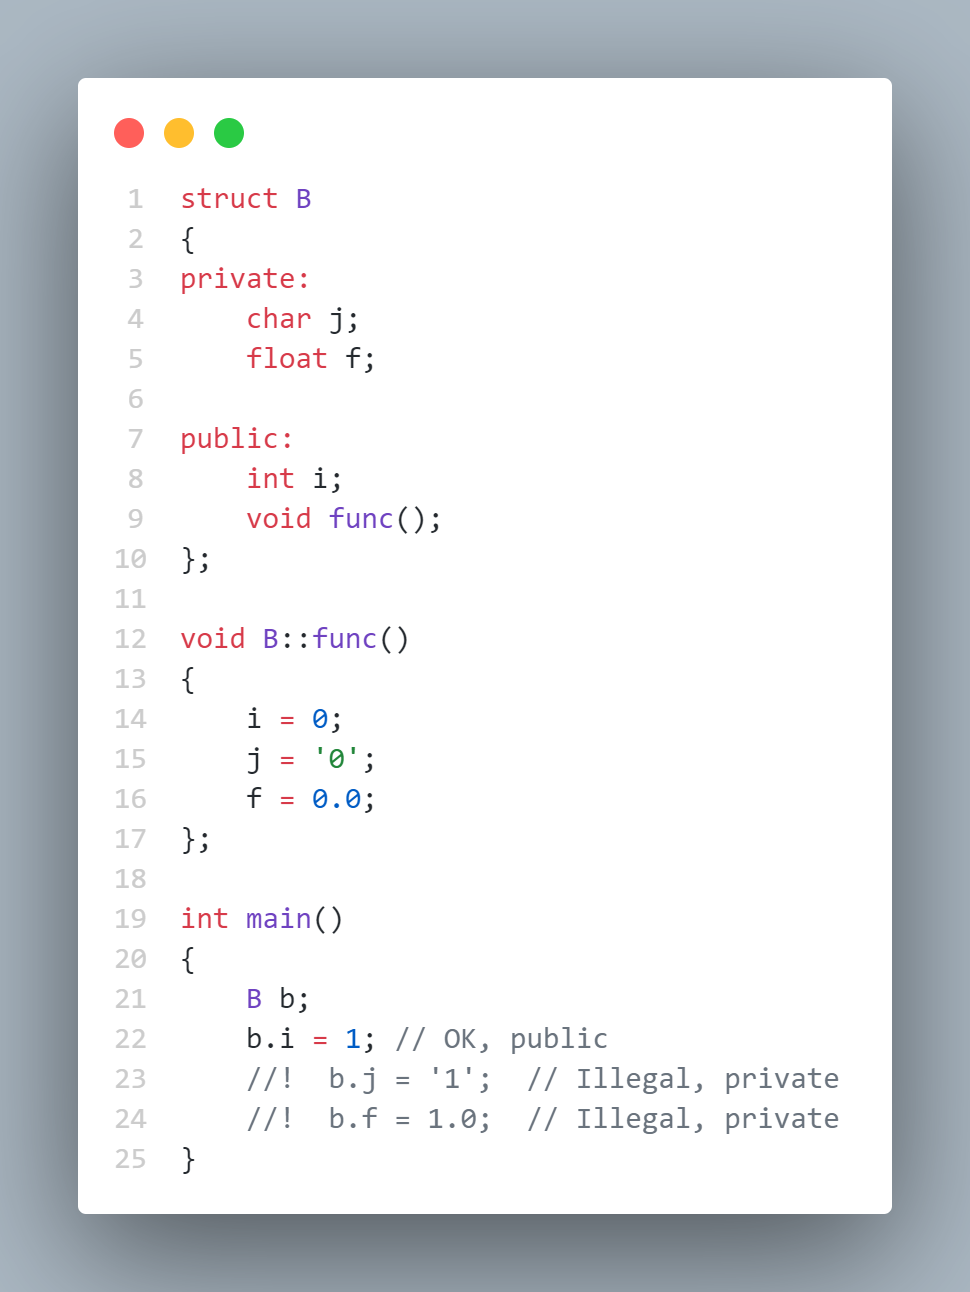 1 struct B
2 {
3 private:
4     char j;
5     float f;
6
7 public:
8     int i;
9     void func();
10 };
11
12 void B::func()
13 {
14     i = 0;
15     j = '0';
16     f = 0.0;
17 };
18
19 int main()
20 {
21     B b;
22     b.i = 1; // OK, public
23     //!  b.j = '1';  // Illegal, private
24     //!  b.f = 1.0;  // Illegal, private
25 }